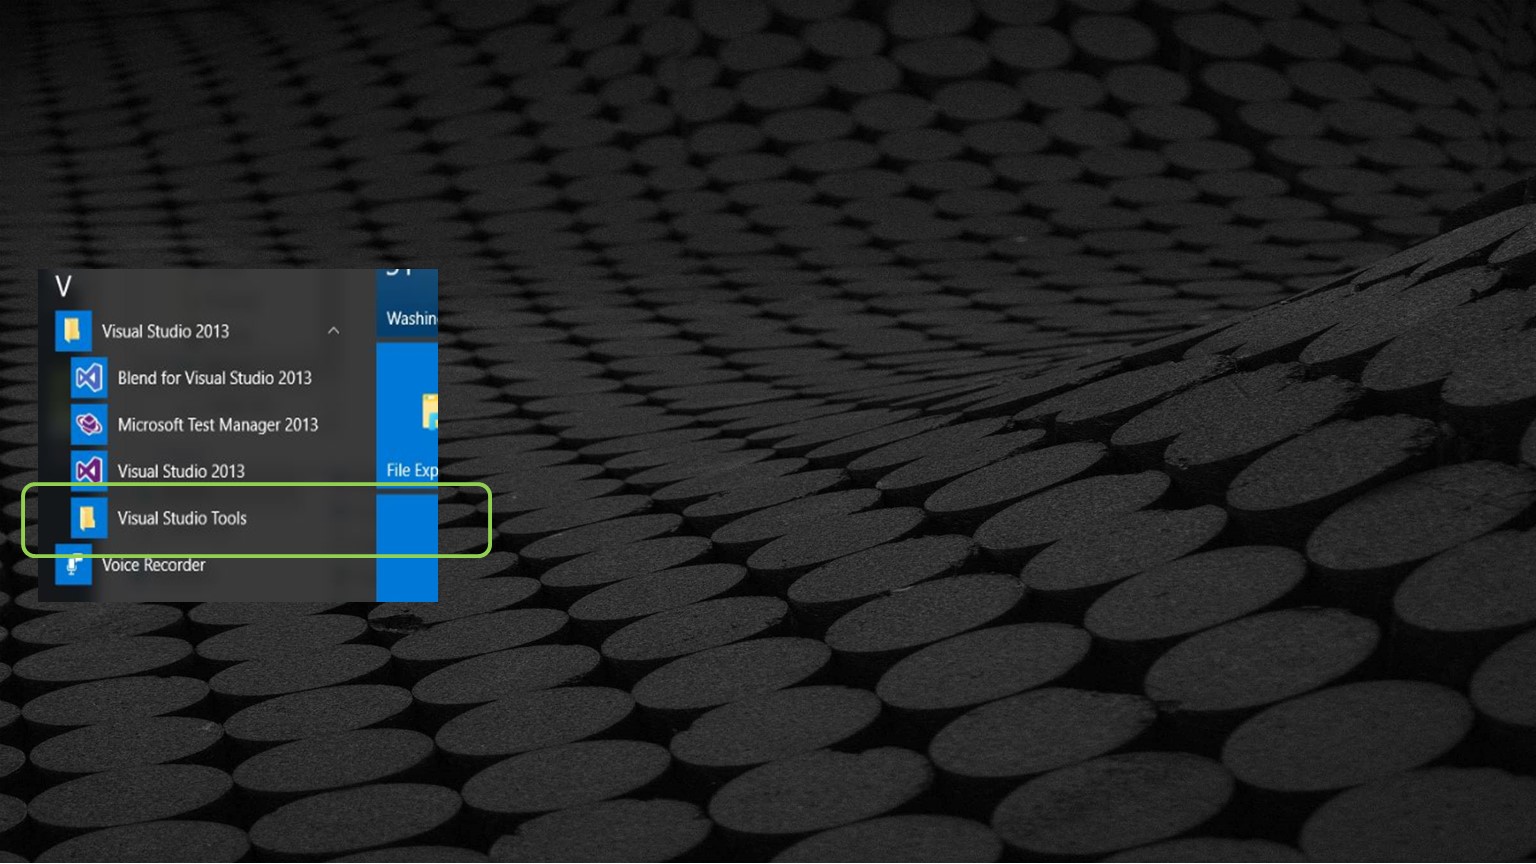 V
Visual Studio 2013
Blend for Visual Studio 2013
Microsoft Test Manager 2013
Visual Studio 2013
Visual Studio Tools
Voice Recorder
Washin
File Exp